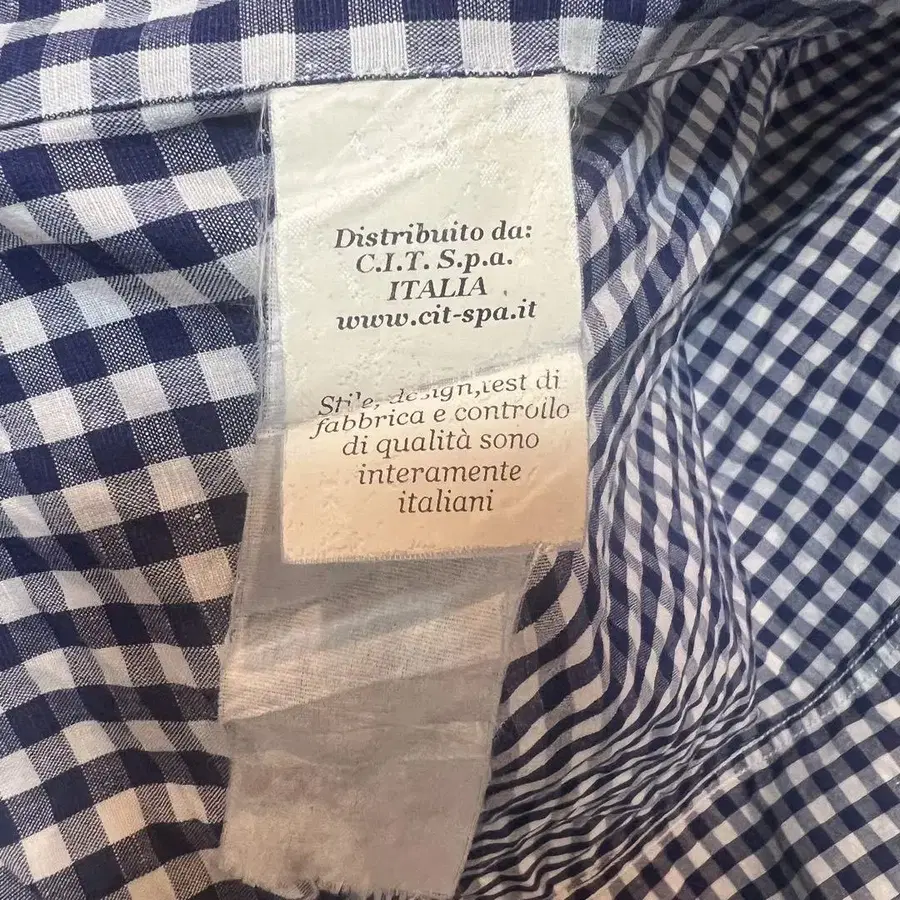 Distribuito da:
C.I.T. S.p.a.
ITALIA
www.cit-spa.it
Stile, design,test di
fabbrica e controllo
di qualità sono
interamente
italiani